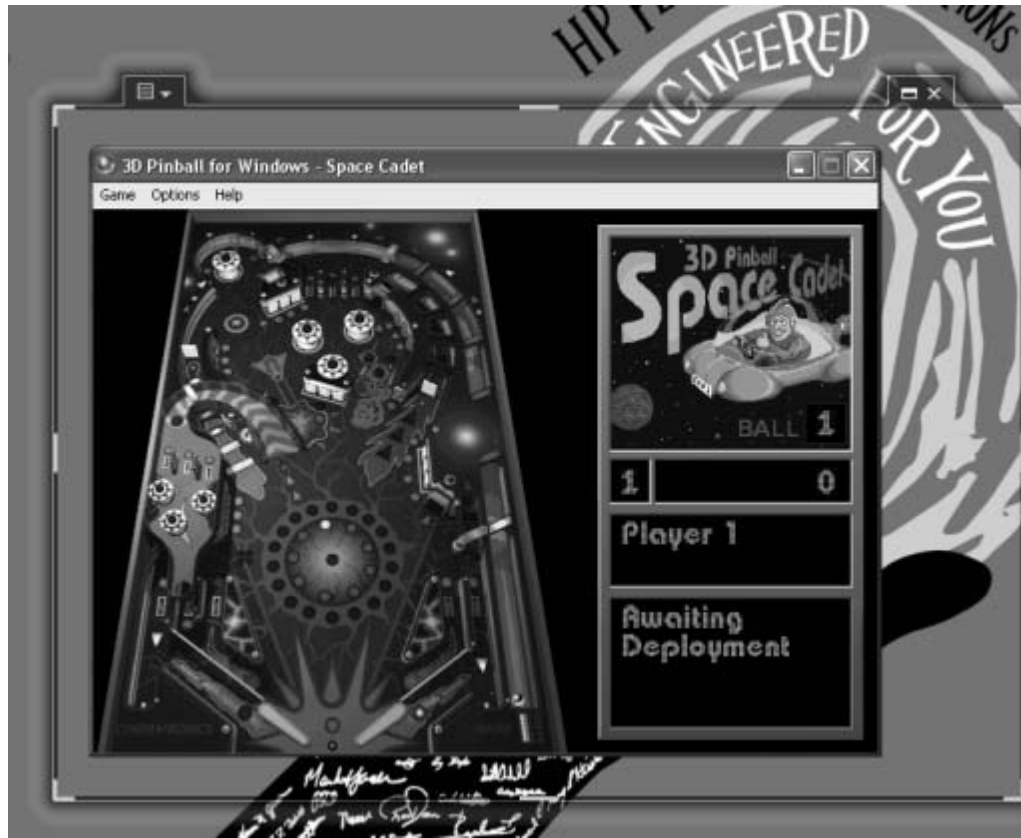 ENGINEERED
FOR YOU
3D Pinball for Windows - Space Cadet
Game Options Help
3D Pinball
Space Cadet
BALL 1
1 0
Player 1
Awaiting
Deployment